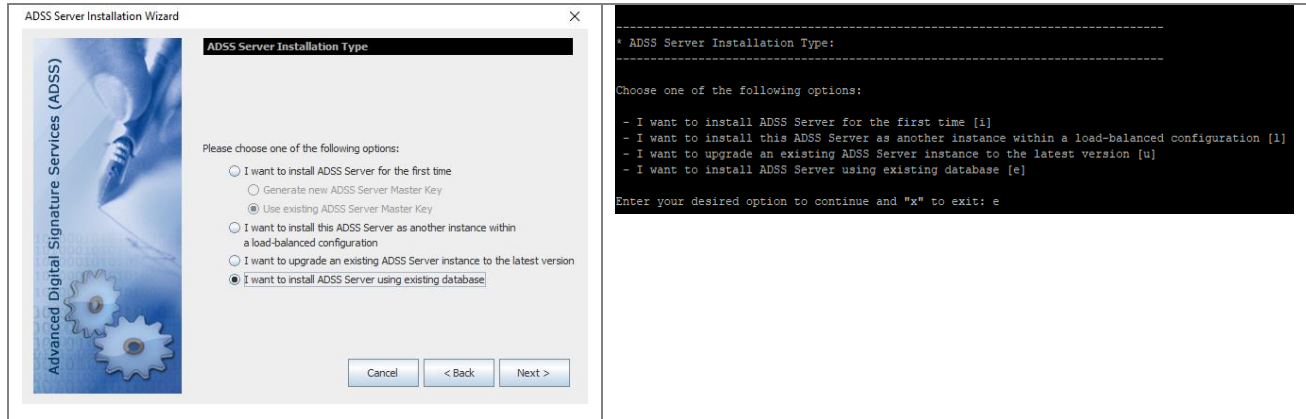 ADSS Server Installation Wizard
Advanced Digital Signature Services (ADSS)
ADSS Server Installation Type
Please choose one of the following options:
I want to install ADSS Server for the first time
Generate new ADSS Server Master Key
Use existing ADSS Server Master Key
I want to install this ADSS Server as another instance within
a load-balanced configuration
I want to upgrade an existing ADSS Server instance to the latest version
I want to install ADSS Server using existing database
Cancel
< Back
Next >
--------------------------------------------------------------------
* ADSS Server Installation Type:
--------------------------------------------------------------------
Choose one of the following options:
- I want to install ADSS Server for the first time [i]
- I want to install this ADSS Server as another instance within a load-balanced configuration [l]
- I want to upgrade an existing ADSS Server instance to the latest version [u]
- I want to install ADSS Server using existing database [e]
Enter your desired option to continue and "x" to exit: e